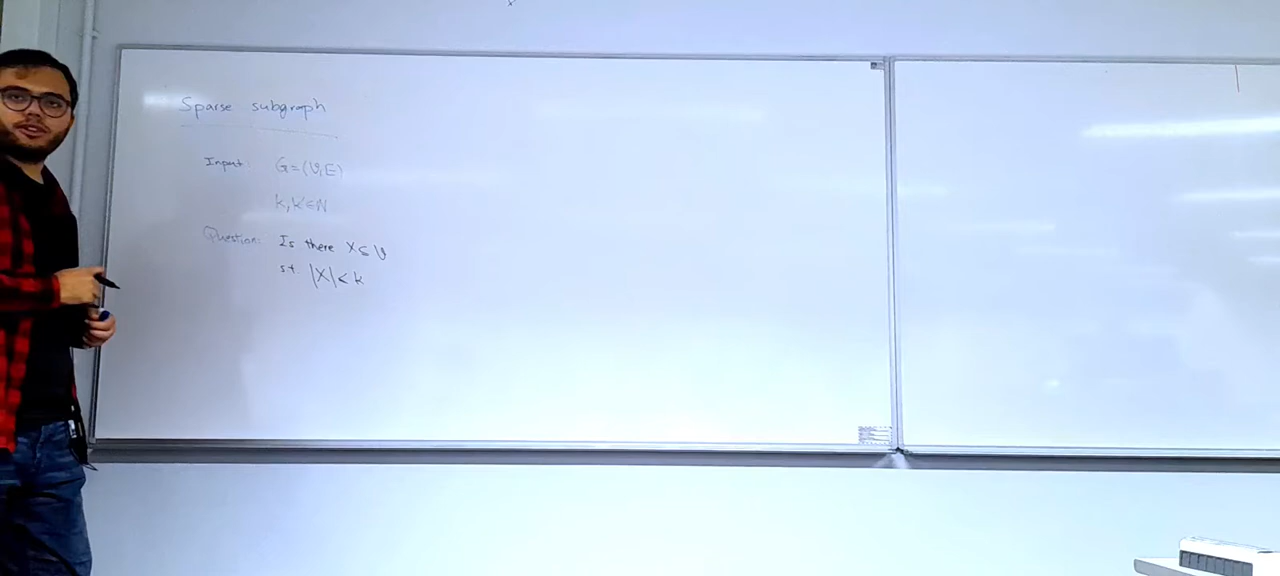 Sparse subgraph
Input: G=(V,E)
k,k'∈N
Question: Is there X⊆V
s.t. |X|<k